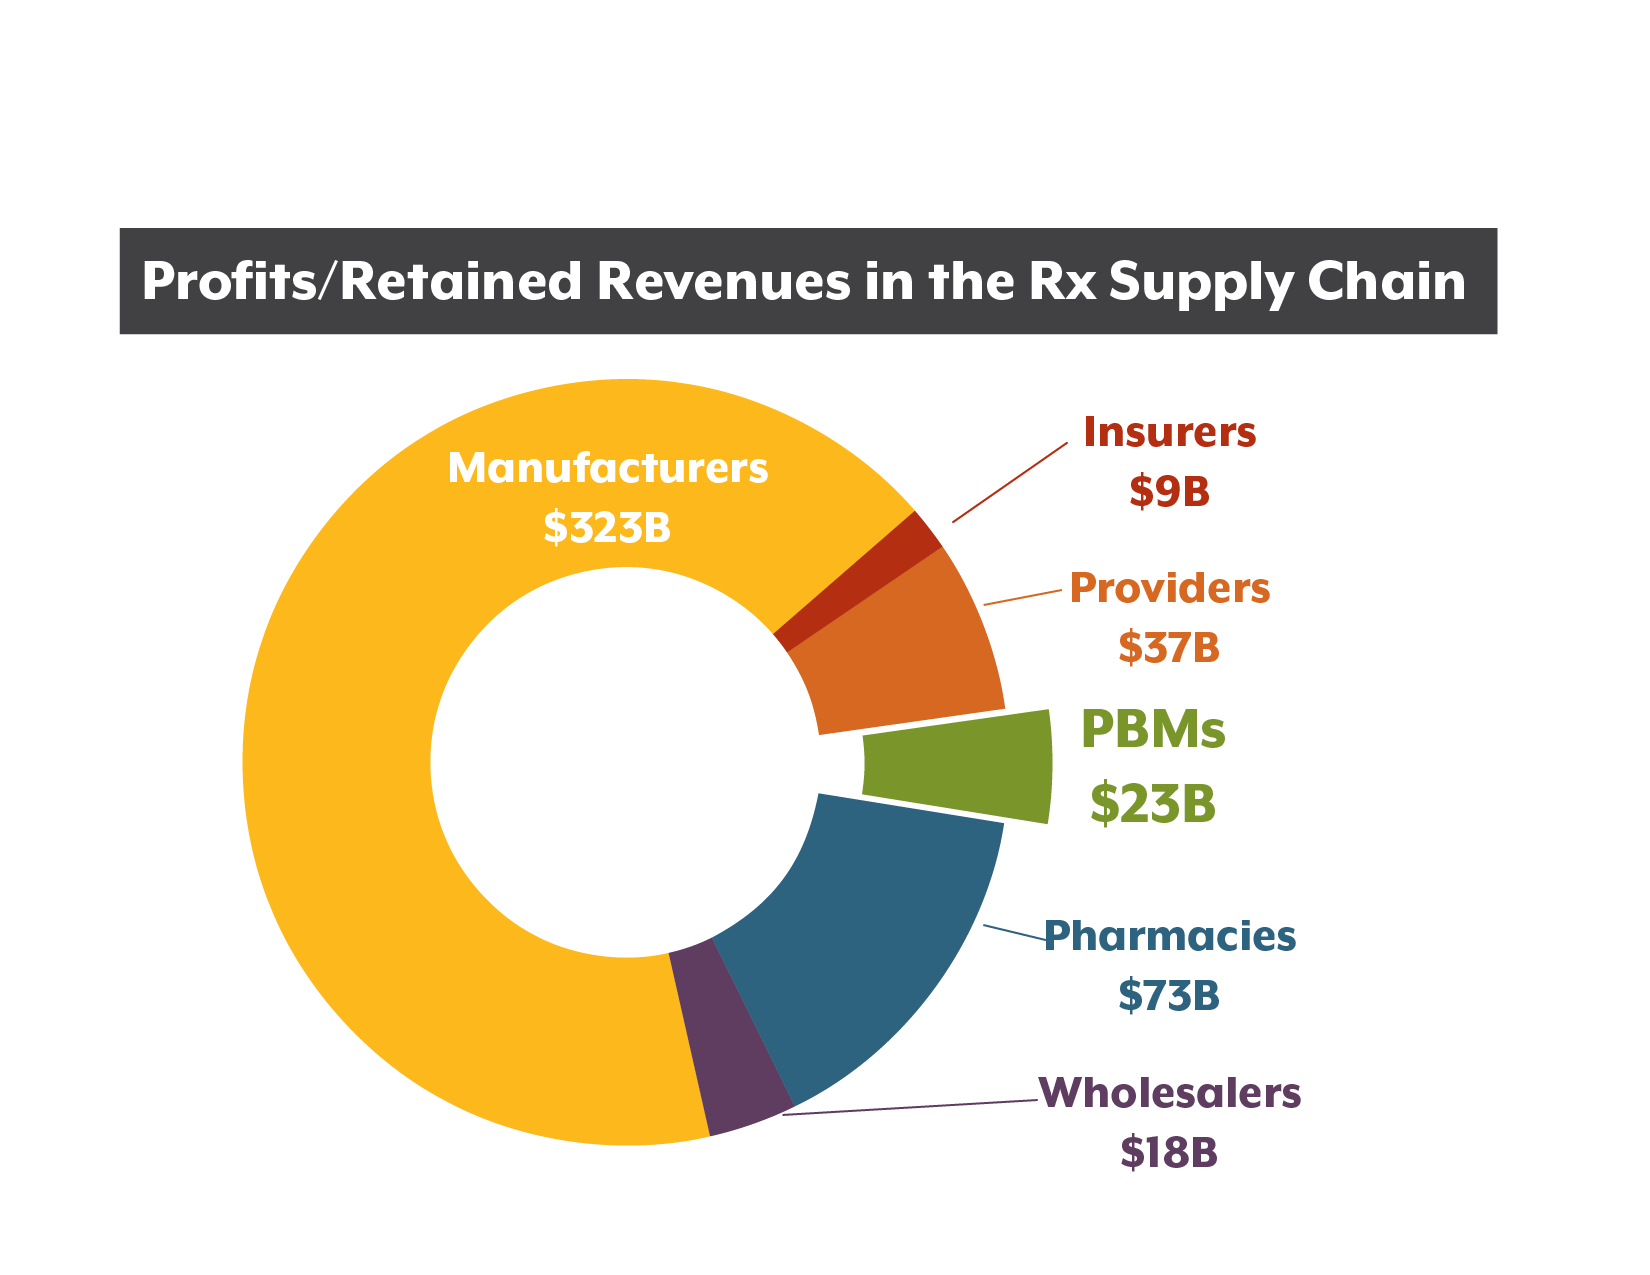 Profits/Retained Revenues in the Rx Supply Chain
Manufacturers
$323B
Insurers
$9B
Providers
$37B
PBMs
$23B
Pharmacies
$73B
Wholesalers
$18B